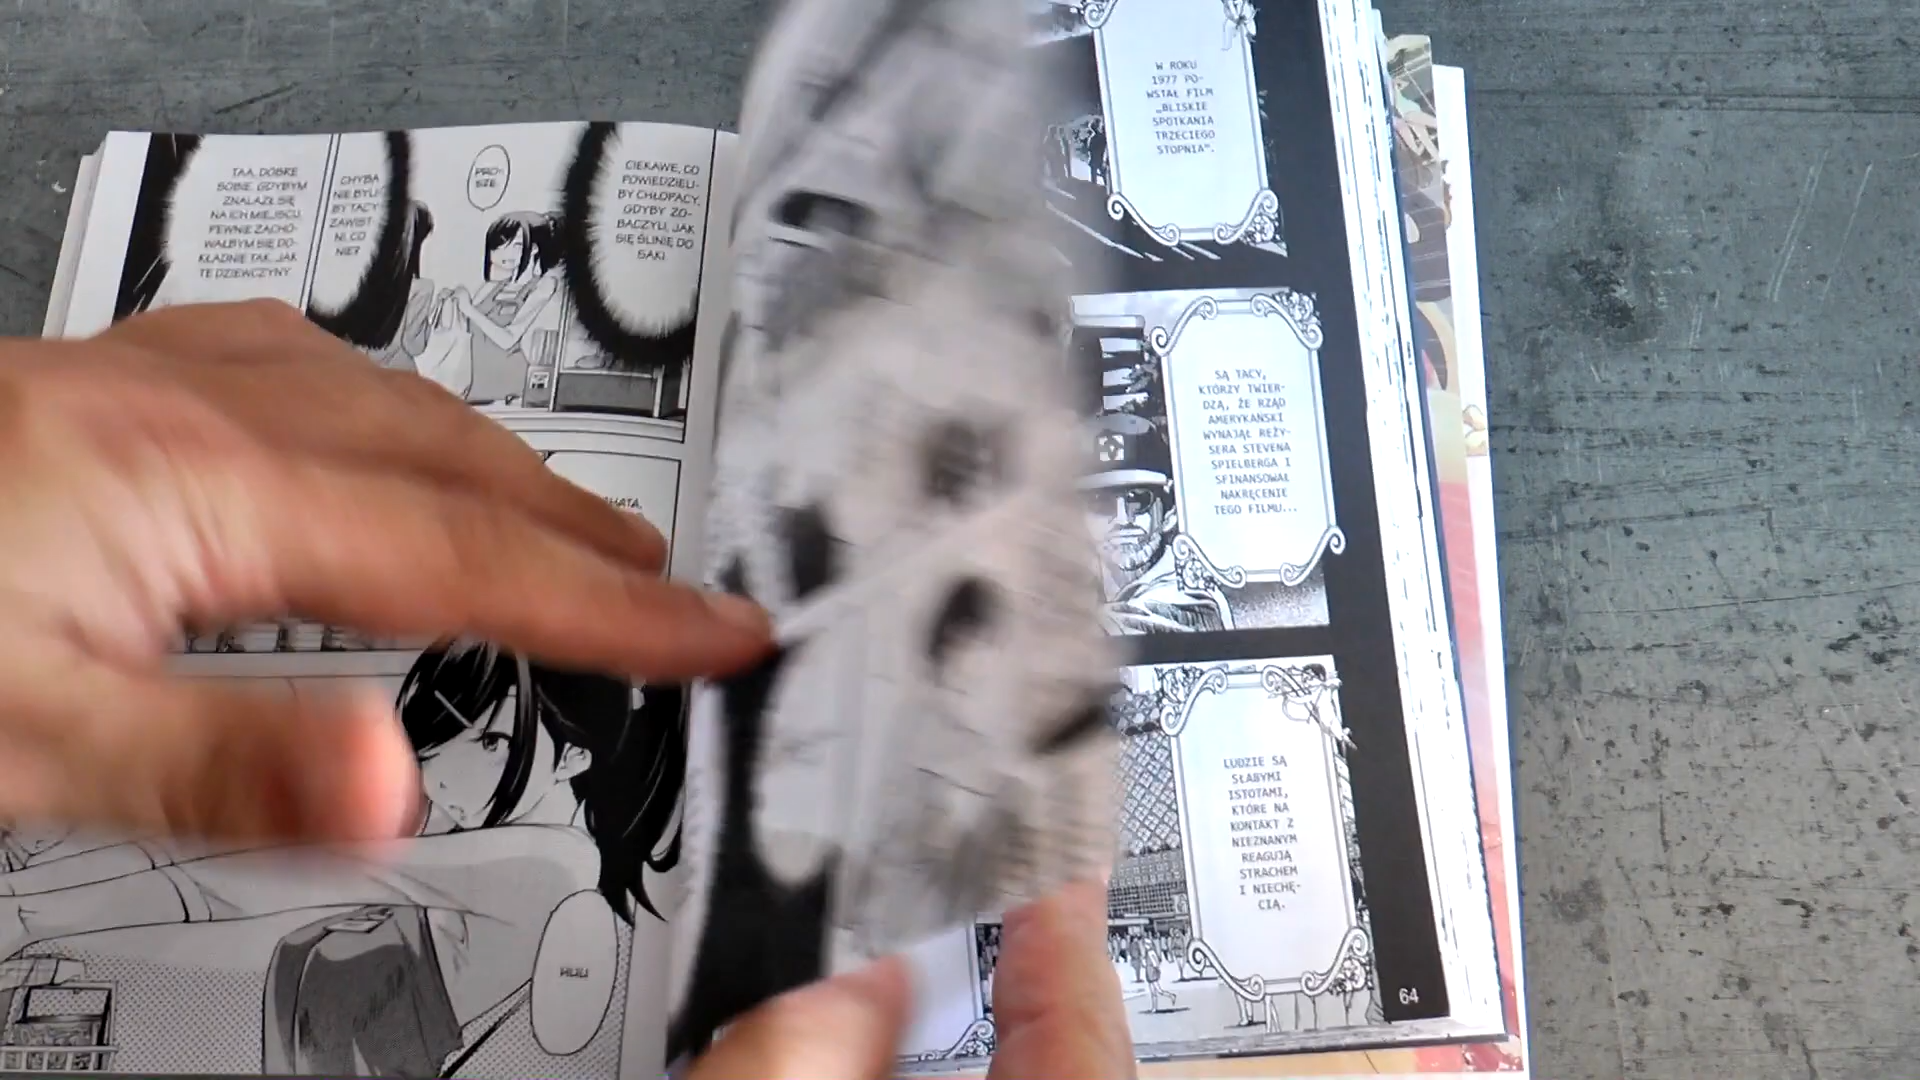 TAA, DOBRE
SOBIE. GDYBYM
ZNALAZŁ SIĘ
NA ICH MIEJSCU,
PEWNIE ZACHO-
WAŁBYM SIĘ DO-
KŁADNIE TAK, JAK
TE DZIEWCZYNY.
CHYBA
NIE BYLI-
BY TACY
ZAWIST-
NI, CO
NIE?
PRO-
SZĘ.
CIEKAWE, CO
POWIEDZIELI-
BY CHŁOPACY,
GDYBY ZO-
BACZYLI, JAK
SIĘ ŚLINIĘ DO
SAKI.
HUU
W ROKU
1977 PO-
WSTAŁ FILM
„BLISKIE
SPOTKANIA
TRZECIEGO
STOPNIA”.
SĄ TACY,
KTÓRZY TWIER-
DZĄ, ŻE RZĄD
AMERYKAŃSKI
WYNAJĄŁ REŻY-
SERA STEVENA
SPIELBERGA I
SFINANSOWAŁ
NAKRĘCENIE
TEGO FILMU...
LUDZIE SĄ
SŁABYMI
ISTOTAMI,
KTÓRE NA
KONTAKT Z
NIEZNANYM
REAGUJĄ
STRACHEM
I NIECHĘ-
CIĄ.
64